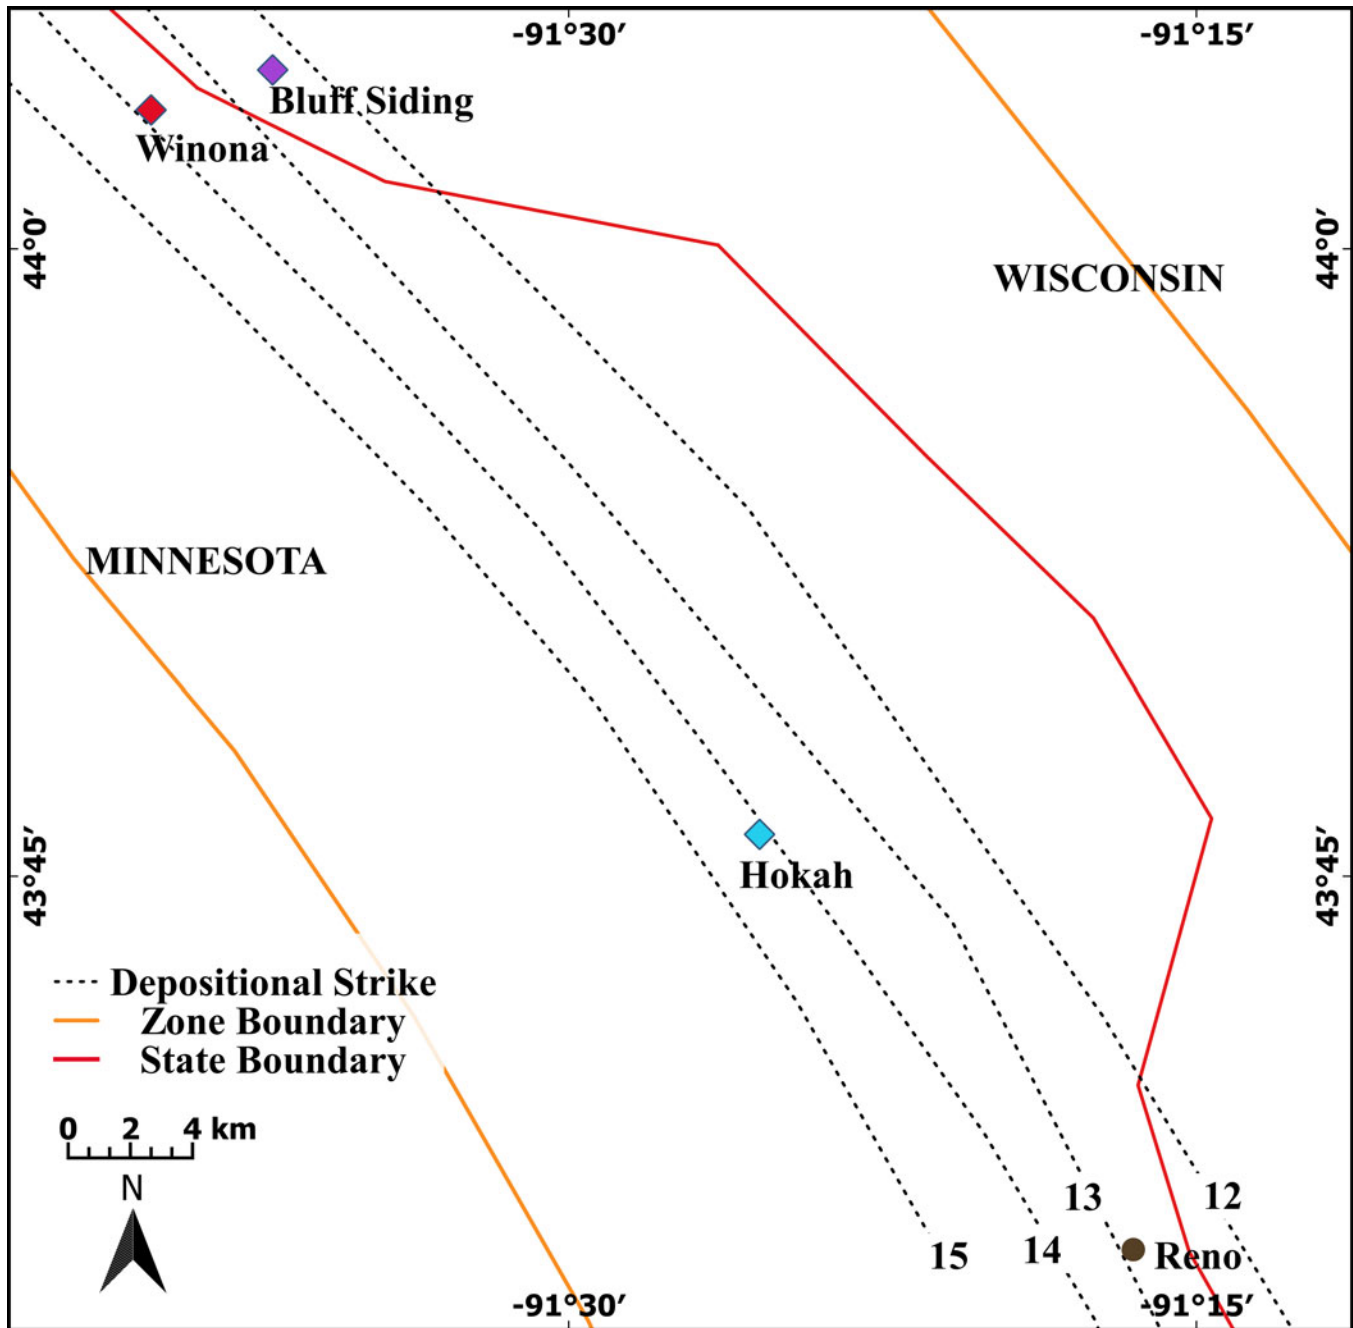 -91°30′
-91°15′
Bluff Siding
Winona
44°0′
44°0′
WISCONSIN
MINNESOTA
43°45′
43°45′
Hokah
Depositional Strike
Zone Boundary
State Boundary
0 2 4 km
N
13
12
15
14
Reno
-91°30′
-91°15′